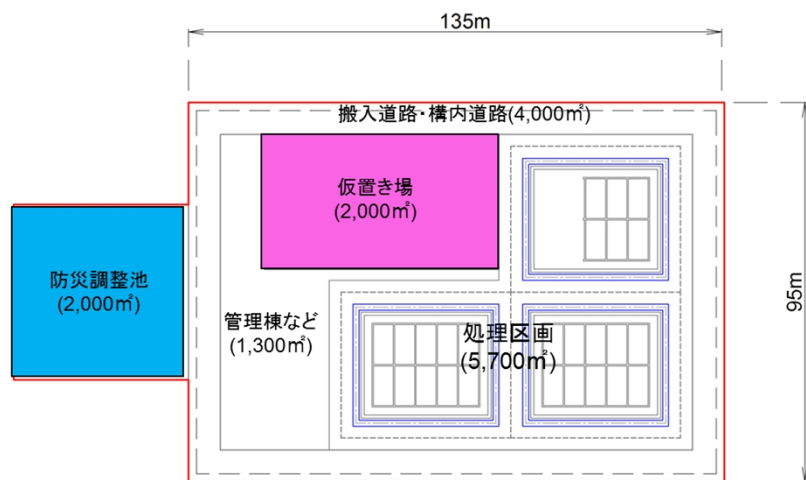 135m
搬入道路・構内道路(4,000㎡)
仮置き場
(2,000㎡)
防災調整池
(2,000㎡)
95m
管理棟など
(1,300㎡)
処理区画
(5,700㎡)